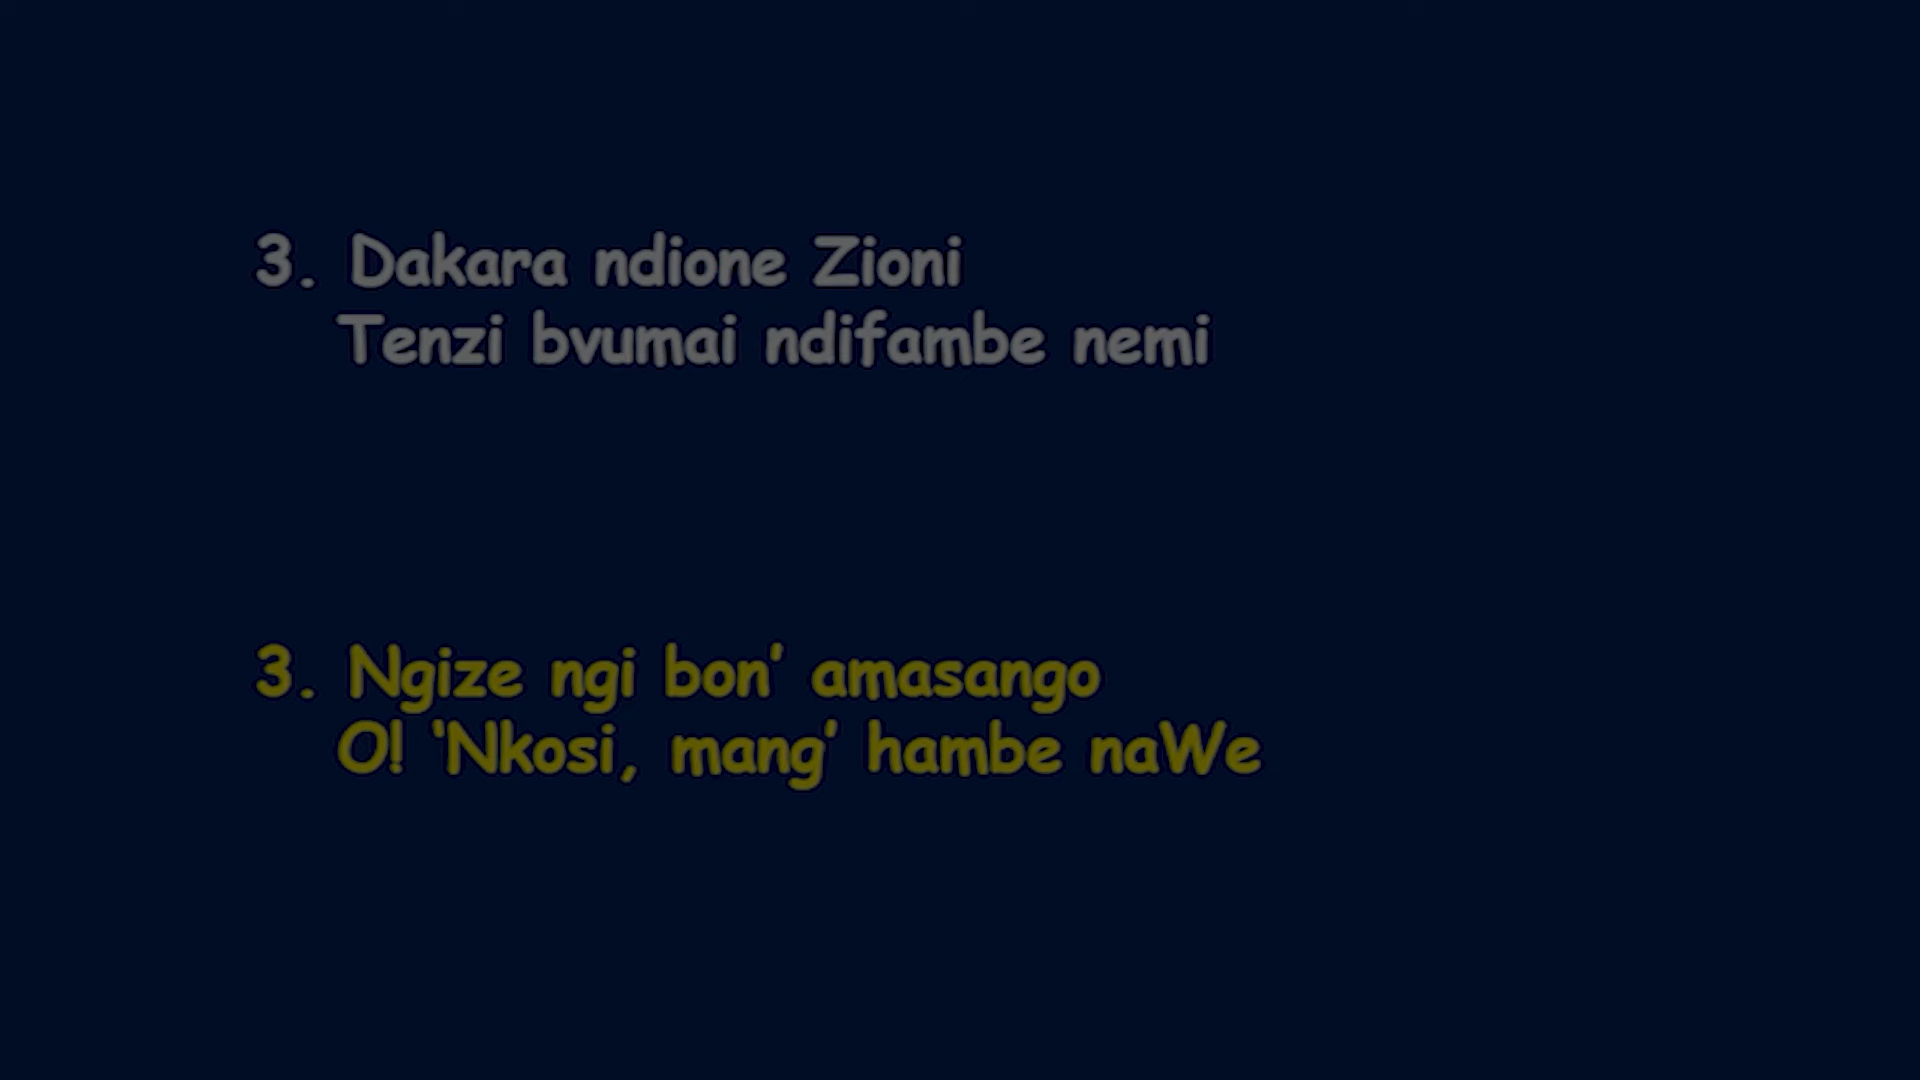 3. Dakara ndione Zioni
Tenzi bvumai ndifambe nemi
3. Ngize ngi bon’ amasango
O! ‘Nkosi, mang’ hambe naWe